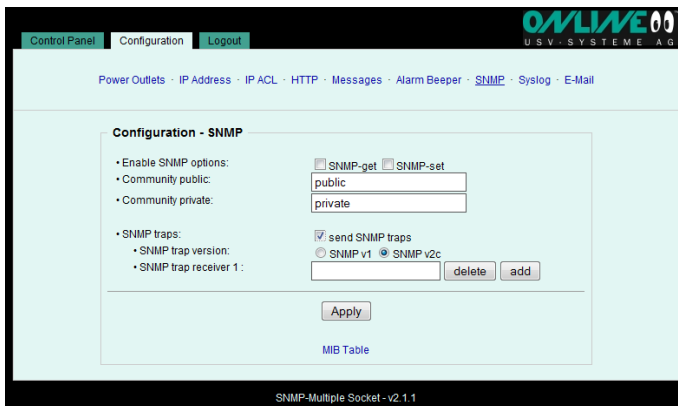 ONLINE
USV-SYSTEME AG
Control Panel Configuration Logout
Power Outlets · IP Address · IP ACL · HTTP · Messages · Alarm Beeper · SNMP · Syslog · E-Mail
Configuration - SNMP
• Enable SNMP options: SNMP-get SNMP-set
• Community public: public
• Community private: private
• SNMP traps: send SNMP traps
• SNMP trap version: SNMP v1 SNMP v2c
• SNMP trap receiver 1 : delete add
Apply
MIB Table
SNMP-Multiple Socket - v2.1.1